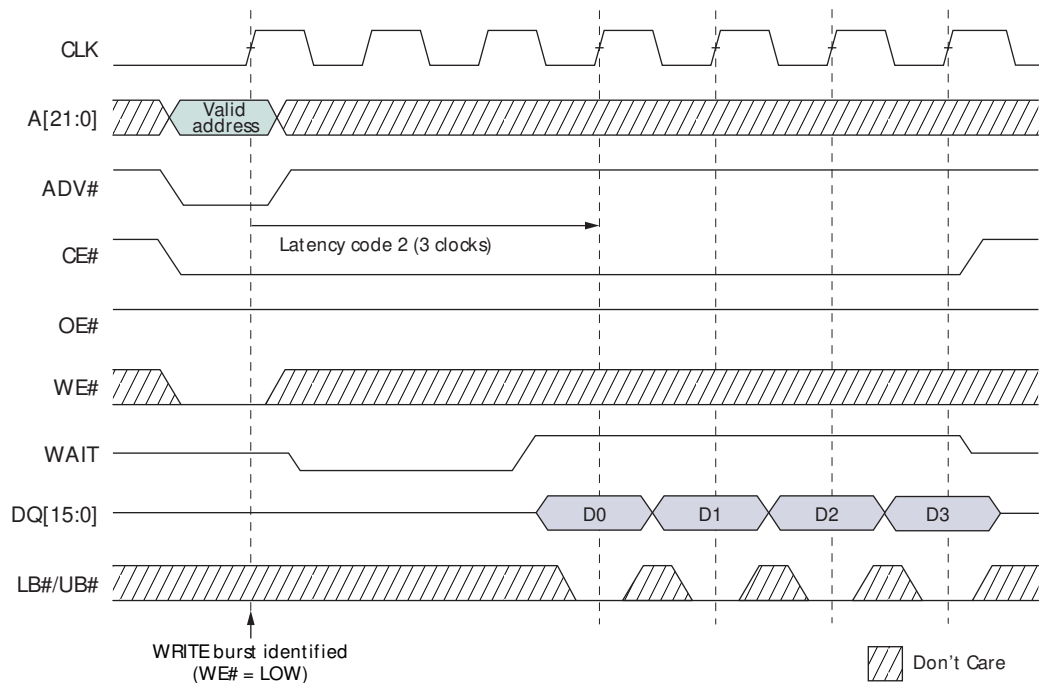 CLK
A[21:0]
Valid
address
ADV#
Latency code 2 (3 clocks)
CE#
OE#
WE#
WAIT
DQ[15:0]
D0
D1
D2
D3
LB#/UB#
WRITE burst identified
(WE# = LOW)
Don't Care